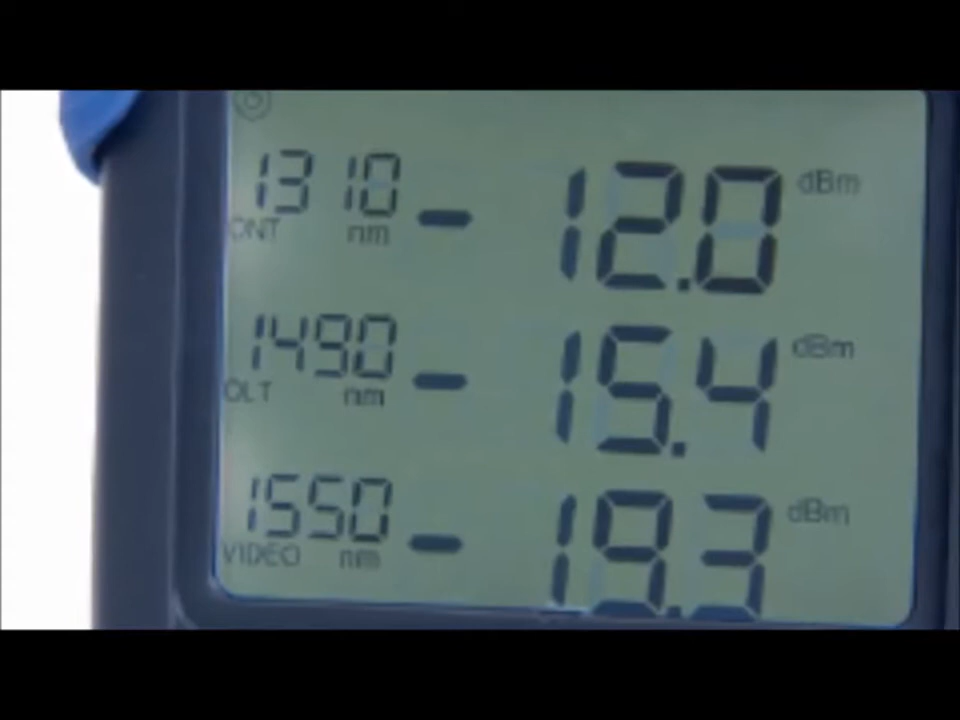 1310 - 12.0 dBm
ONT nm
1490 - 15.4 dBm
OLT nm
1550 - 19.3 dBm
VIDEO nm